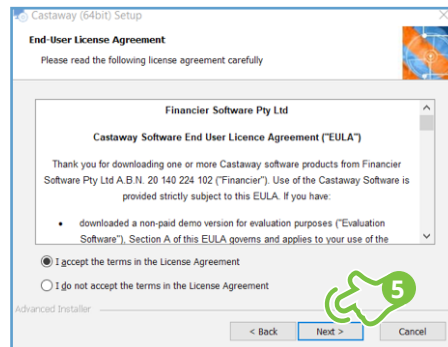 Castaway (64bit) Setup
End-User License Agreement
Please read the following license agreement carefully
Financier Software Pty Ltd
Castaway Software End User Licence Agreement ("EULA")
Thank you for downloading one or more Castaway software products from Financier
Software Pty Ltd A.B.N. 20 140 224 102 ("Financier"). Use of the Castaway Software is
provided strictly subject to this EULA. If you have:
• downloaded a non-paid demo version for evaluation purposes ("Evaluation
Software"), Section A of this EULA governs and applies to your use of the
I accept the terms in the License Agreement
I do not accept the terms in the License Agreement
5
Advanced Installer
< Back Next > Cancel